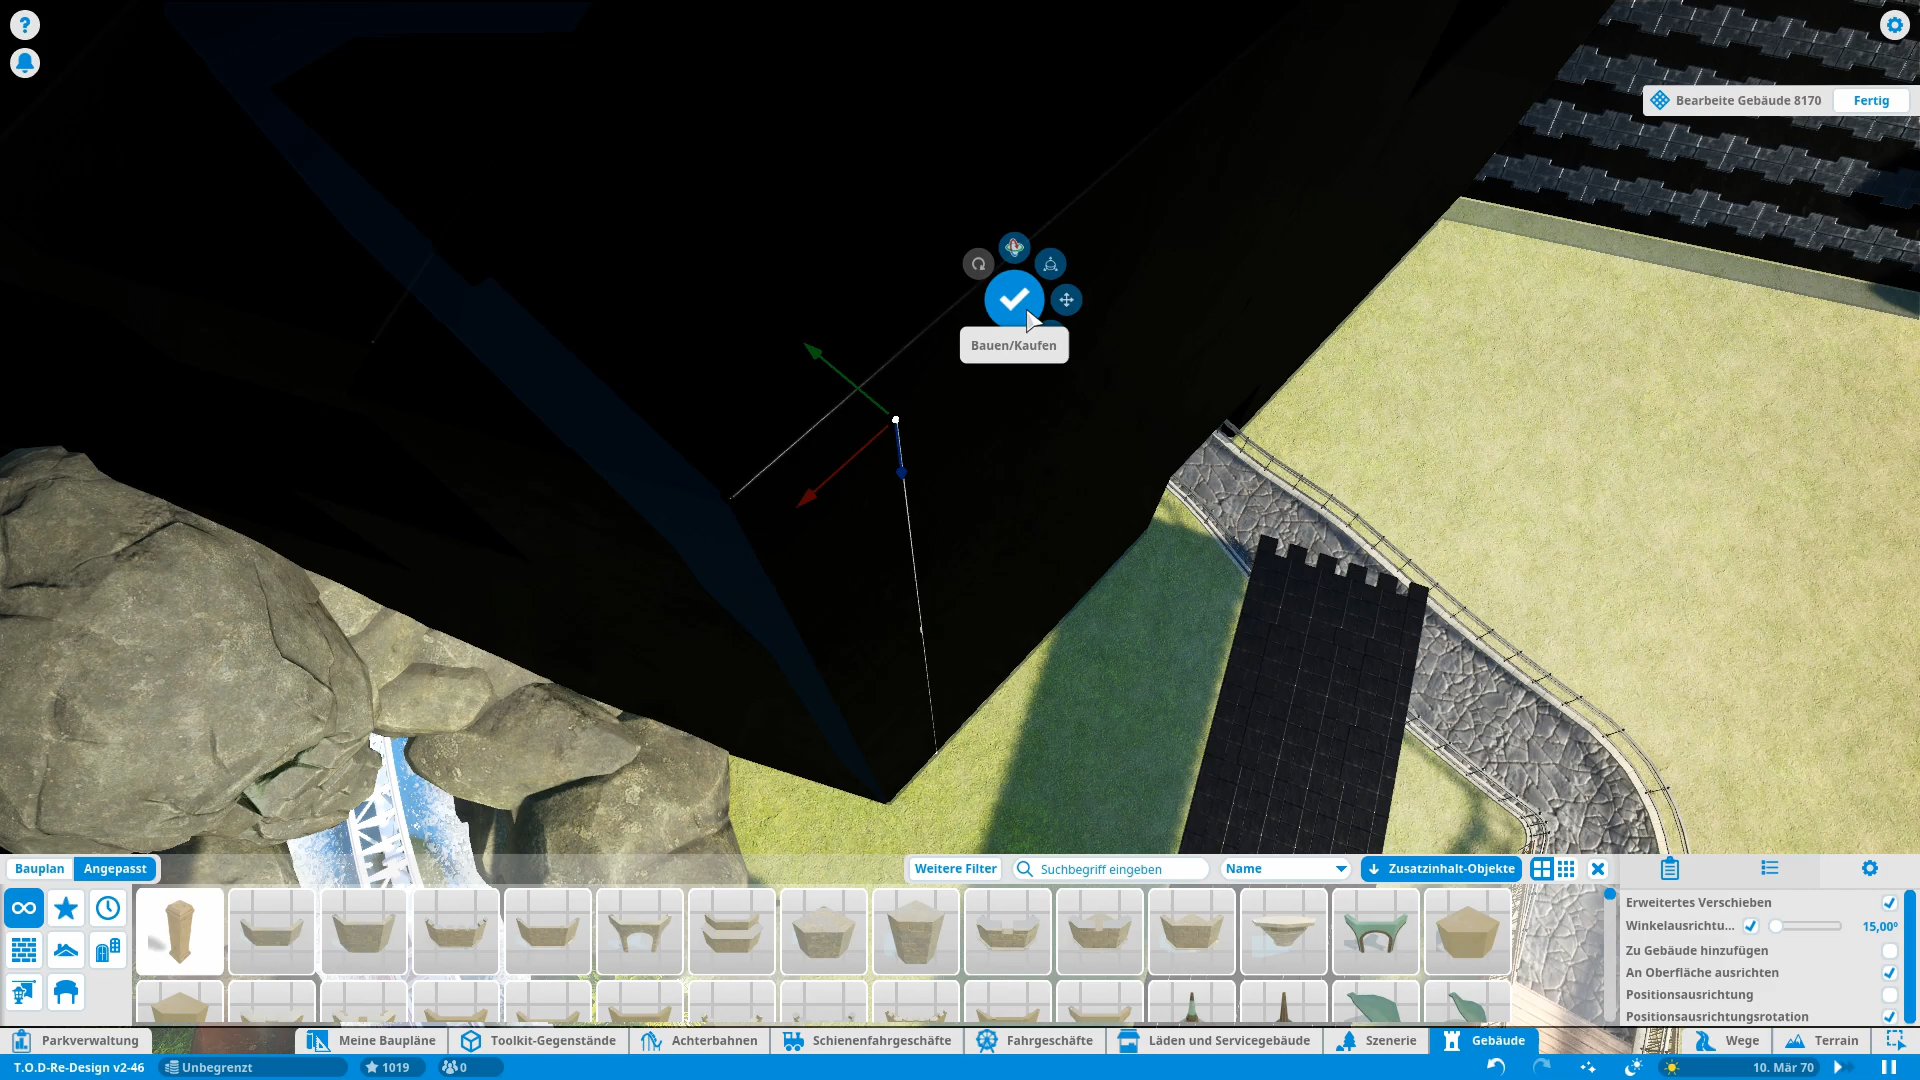 ?
Bearbeite Gebäude 8170
Fertig
Bauen/Kaufen
Bauplan
Angepasst
Weitere Filter
Suchbegriff eingeben
Name
Zusatzinhalt-Objekte
Erweitertes Verschieben
Winkelausrichtu...
15,00°
Zu Gebäude hinzufügen
An Oberfläche ausrichten
Positionsausrichtung
Positionsausrichtungsrotation
Parkverwaltung
Meine Baupläne
Toolkit-Gegenstände
Achterbahnen
Schienenfahrgeschäfte
Fahrgeschäfte
Läden und Servicegebäude
Szenerie
Gebäude
Wege
Terrain
T.O.D-Re-Design v2-46
Unbegrenzt
1019
0
10. Mär 70